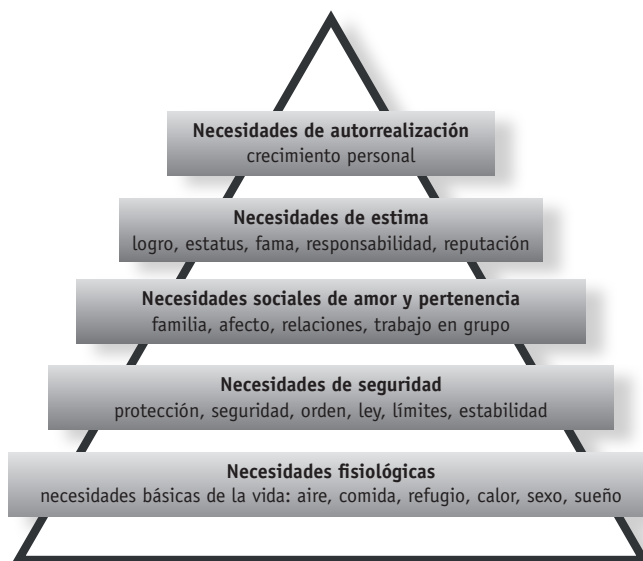 Necesidades de autorrealización
crecimiento personal
Necesidades de estima
logro, estatus, fama, responsabilidad, reputación
Necesidades sociales de amor y pertenencia
familia, afecto, relaciones, trabajo en grupo
Necesidades de seguridad
protección, seguridad, orden, ley, límites, estabilidad
Necesidades fisiológicas
necesidades básicas de la vida: aire, comida, refugio, calor, sexo, sueño